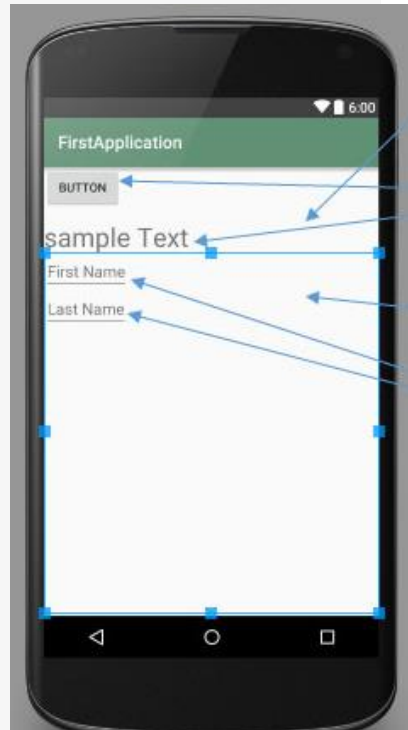 6:00
FirstApplication
BUTTON
sample Text
First Name
Last Name